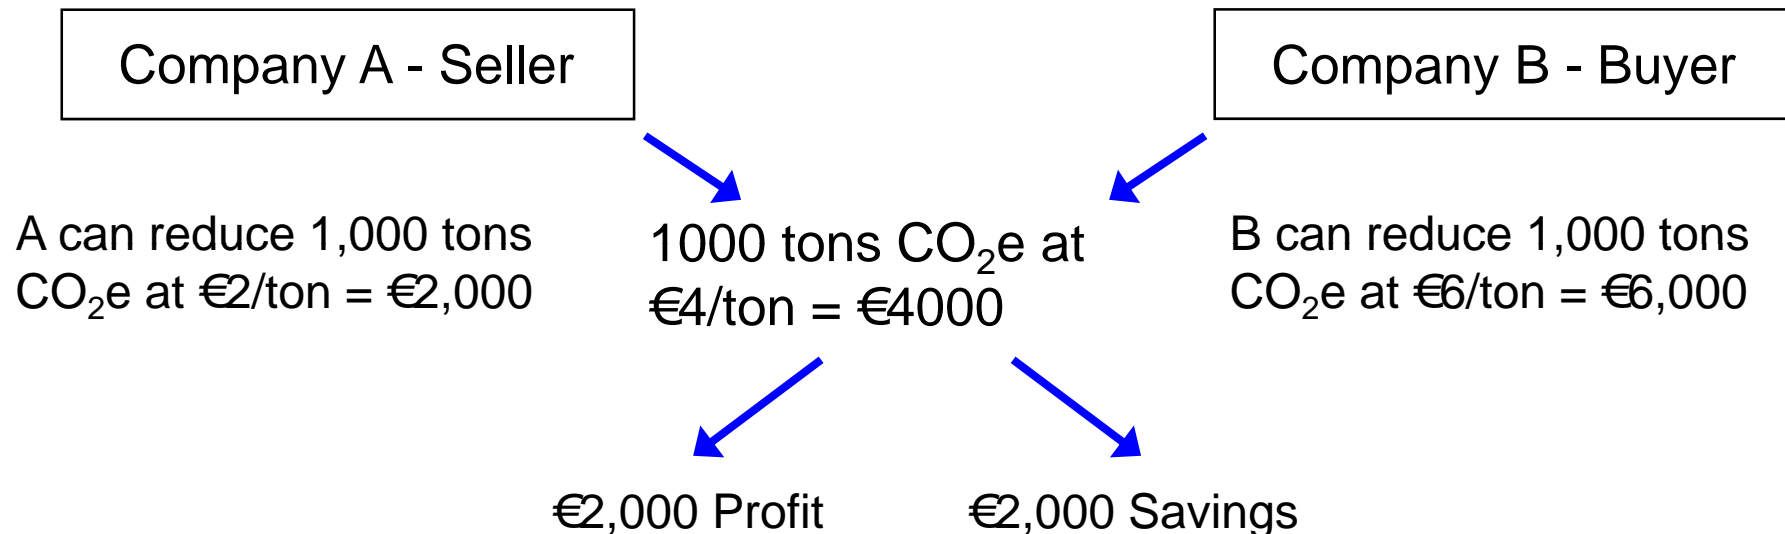 Company A - Seller
Company B - Buyer
A can reduce 1,000 tons
CO₂e at €2/ton = €2,000
1000 tons CO₂e at
€4/ton = €4000
B can reduce 1,000 tons
CO₂e at €6/ton = €6,000
€2,000 Profit
€2,000 Savings